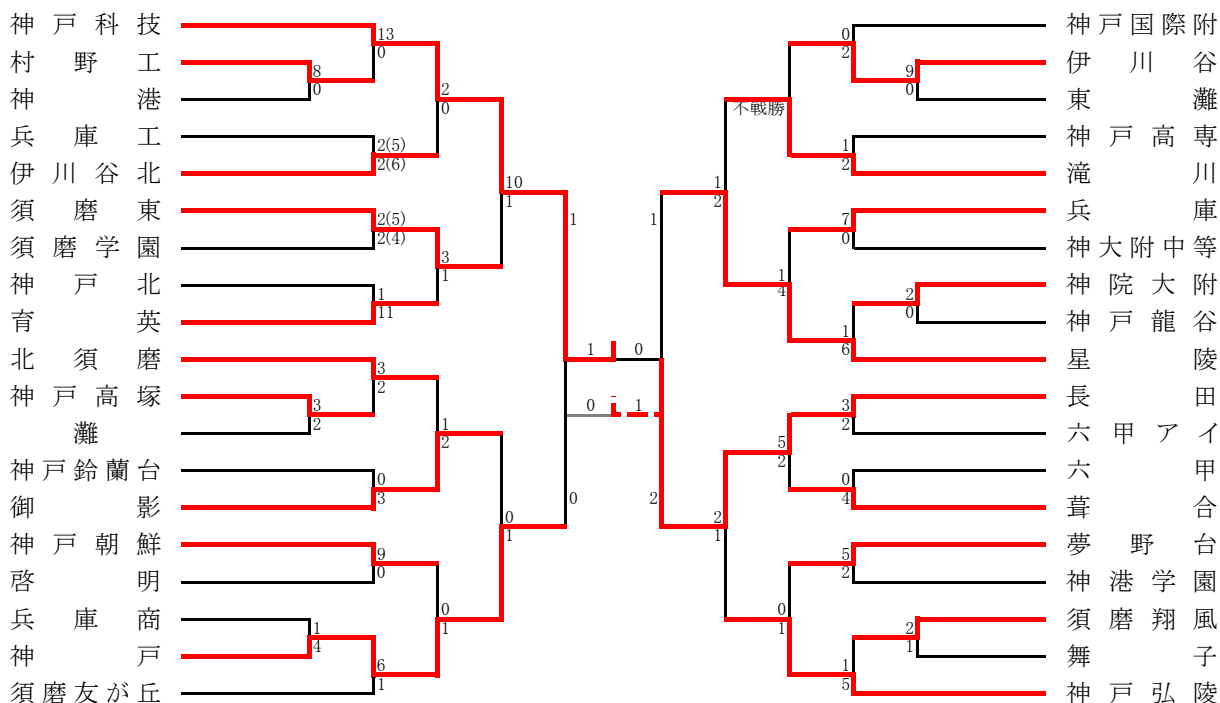 神戸科技
村野工
神港
兵庫工
伊川谷北
須磨東
須磨学園
神戸北
育英
北須磨
神戸高塚
灘
神戸鈴蘭台
御影
神戸朝鮮
啓明
兵庫商
神戸
須磨友が丘
13
0
8
0
2(5)
2(6)
2(5)
2(4)
1
11
3
2
3
2
0
3
9
0
1
4
6
1
2
0
3
1
1
2
0
1
10
1
0
1
1
0
1
0
0
1
1
2
1
2
2
1
不戦勝
1
4
5
2
0
1
0
2
9
0
1
2
7
0
2
0
1
6
3
2
0
4
5
2
2
1
1
5
神戸国際附
伊川谷
東灘
神戸高専
滝川
兵庫
神大附中等
神院大附
神戸龍谷
星陵
長田
六甲アイ
六甲
葺合
夢野台
神港学園
須磨翔風
舞子
神戸弘陵